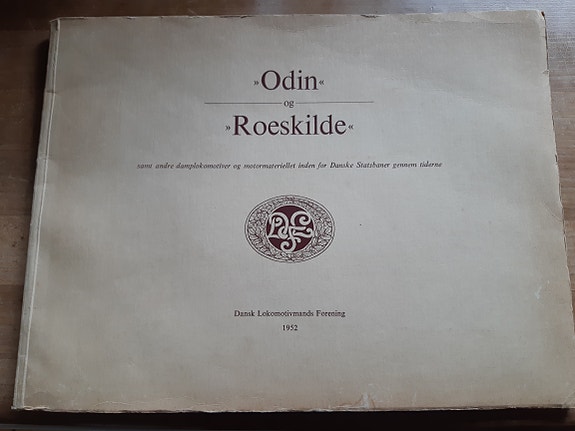 »Odin«
og
»Roeskilde«
samt andre damplokomotiver og motormateriellet inden for Danske Statsbaner gennem tiderne
Dansk Lokomotivmands Forening
1952